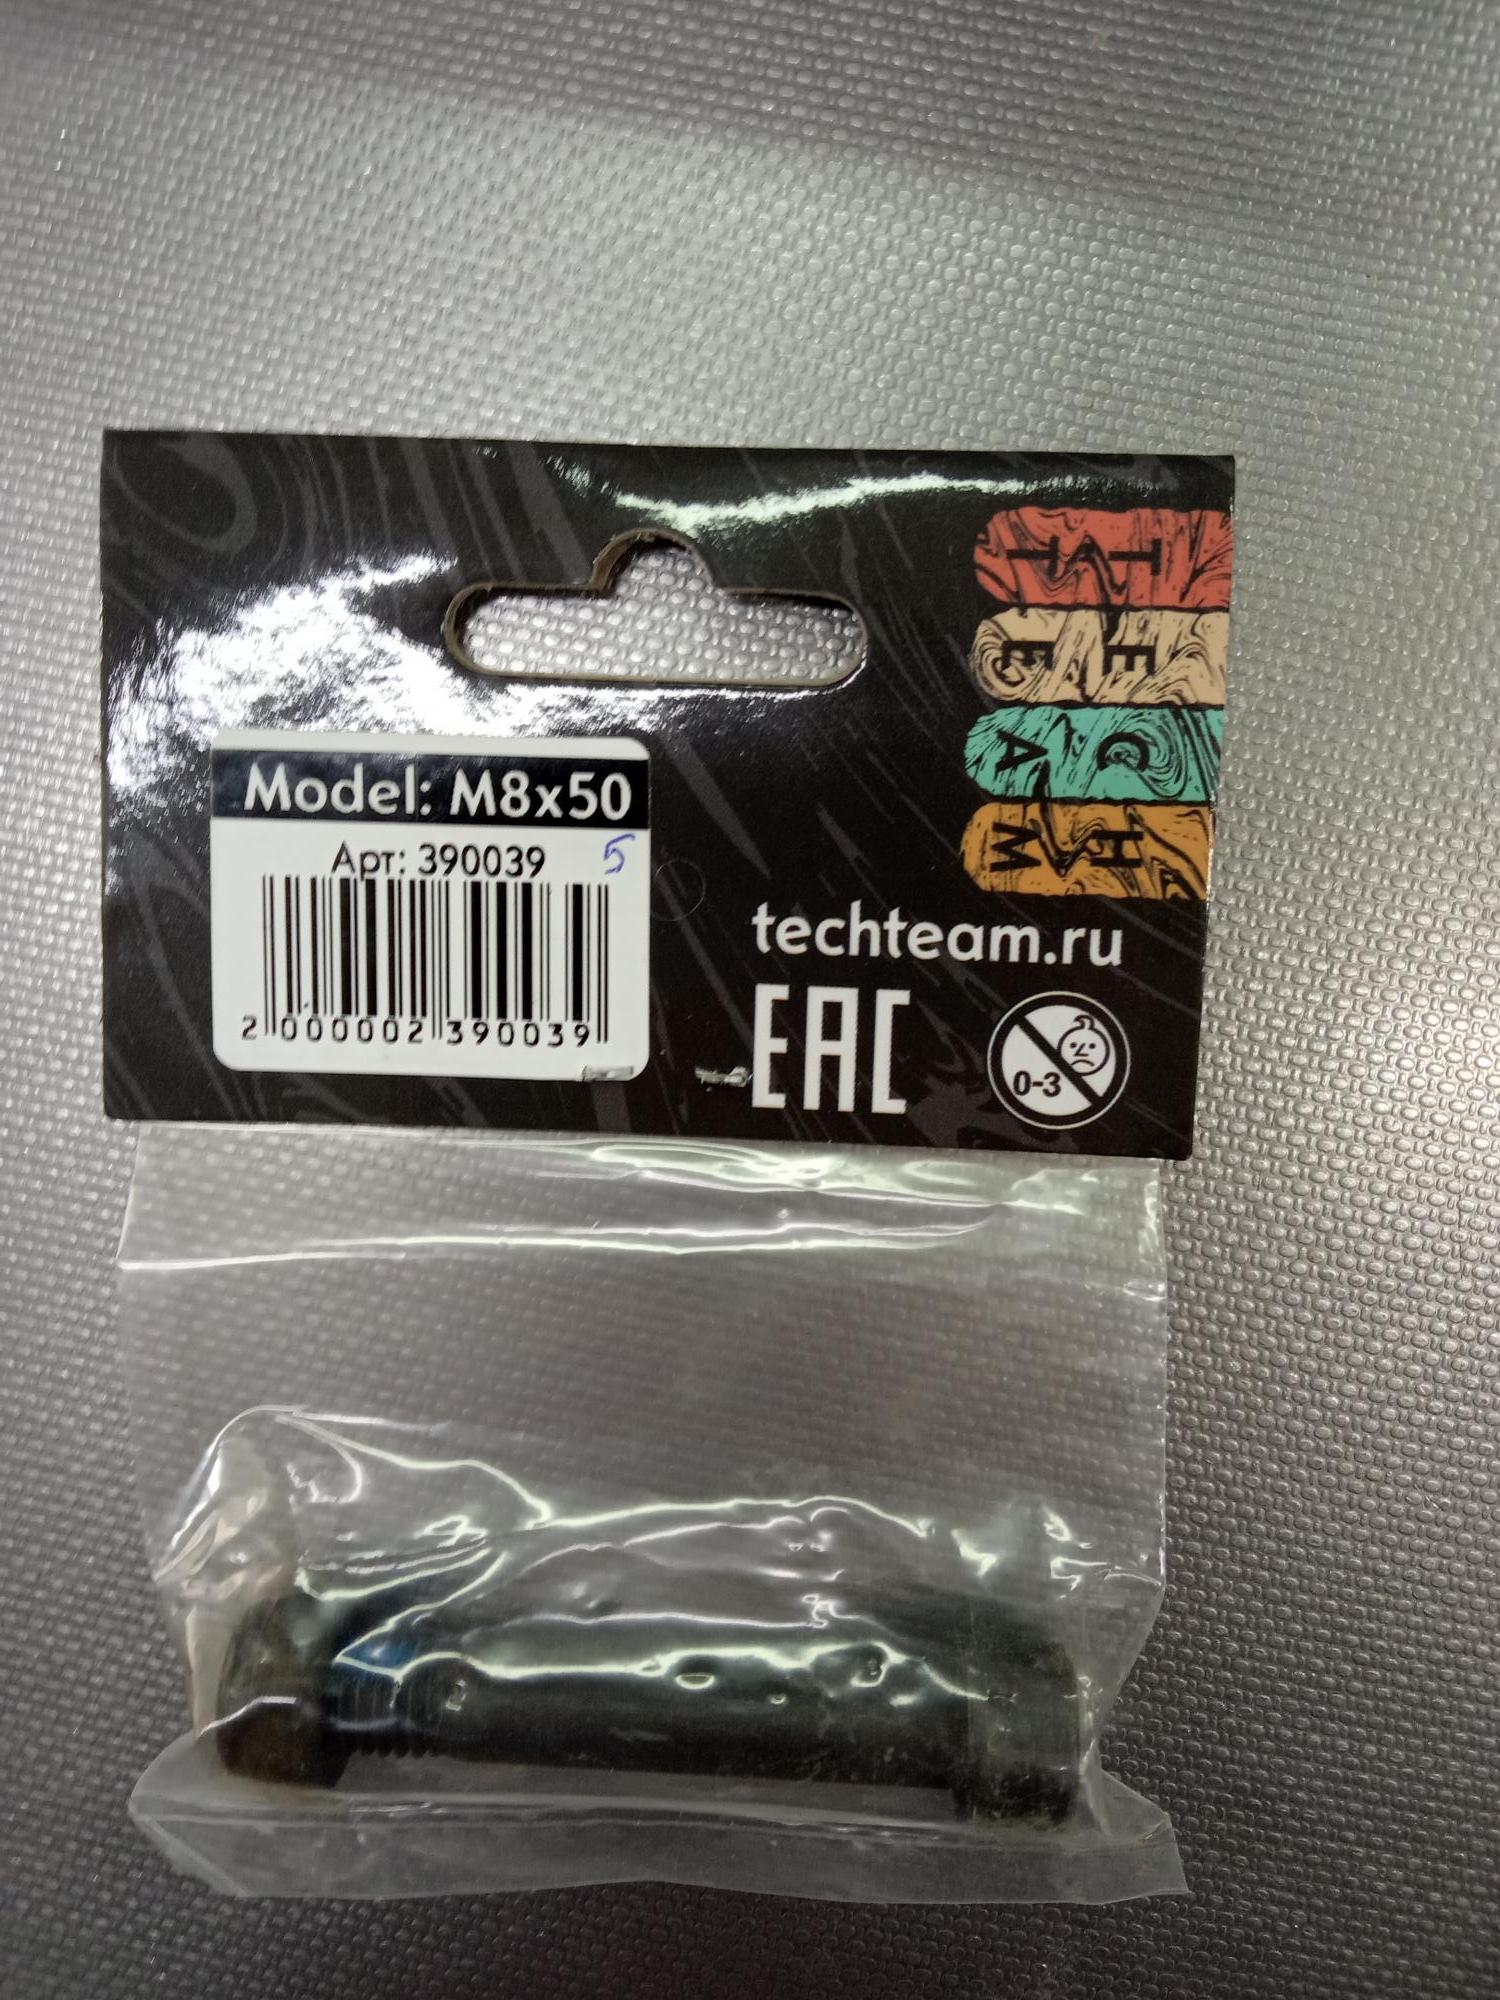 TECH
TEAM
Model: M8x50
Арт: 390039 5
2 000002 390039
techteam.ru
EAC
0-3